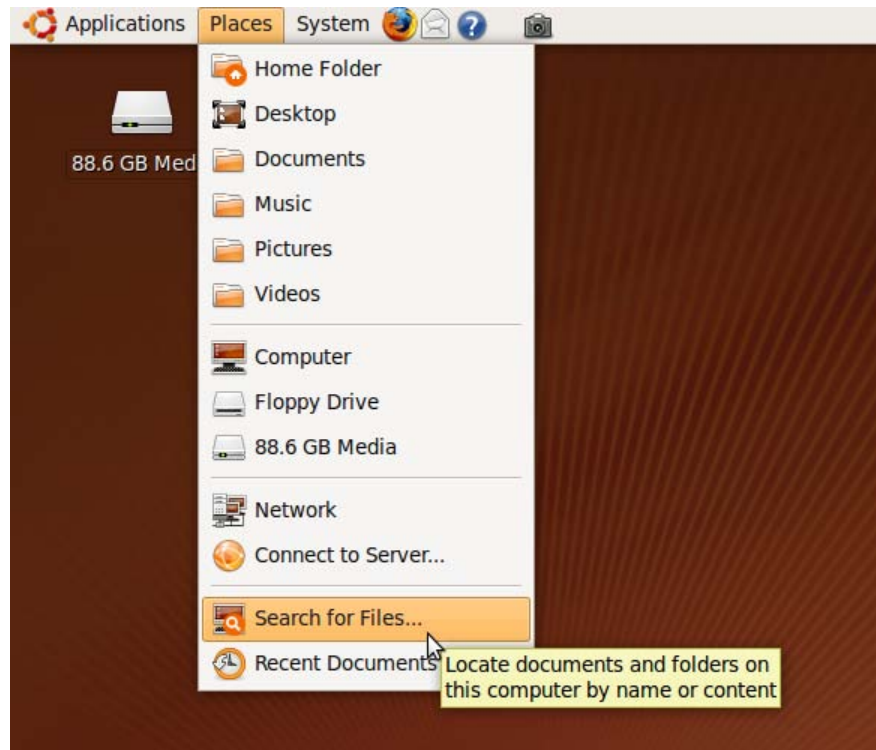 Applications Places System
88.6 GB Med
Home Folder
Desktop
Documents
Music
Pictures
Videos
Computer
Floppy Drive
88.6 GB Media
Network
Connect to Server...
Search for Files...
Recent Documents
Locate documents and folders on
this computer by name or content